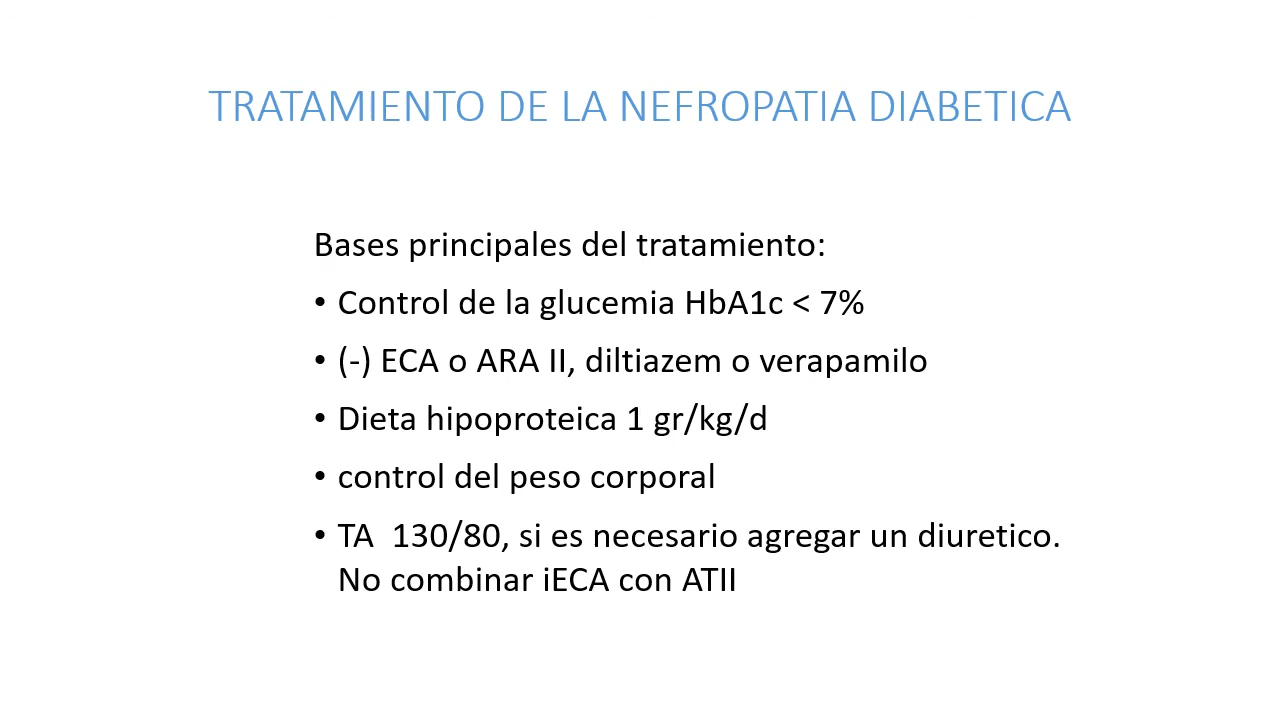 TRATAMIENTO DE LA NEFROPATIA DIABETICA
Bases principales del tratamiento:
• Control de la glucemia HbA1c < 7%
• (-) ECA o ARA II, diltiazem o verapamilo
• Dieta hipoproteica 1 gr/kg/d
• control del peso corporal
• TA  130/80, si es necesario agregar un diuretico.
No combinar iECA con ATII